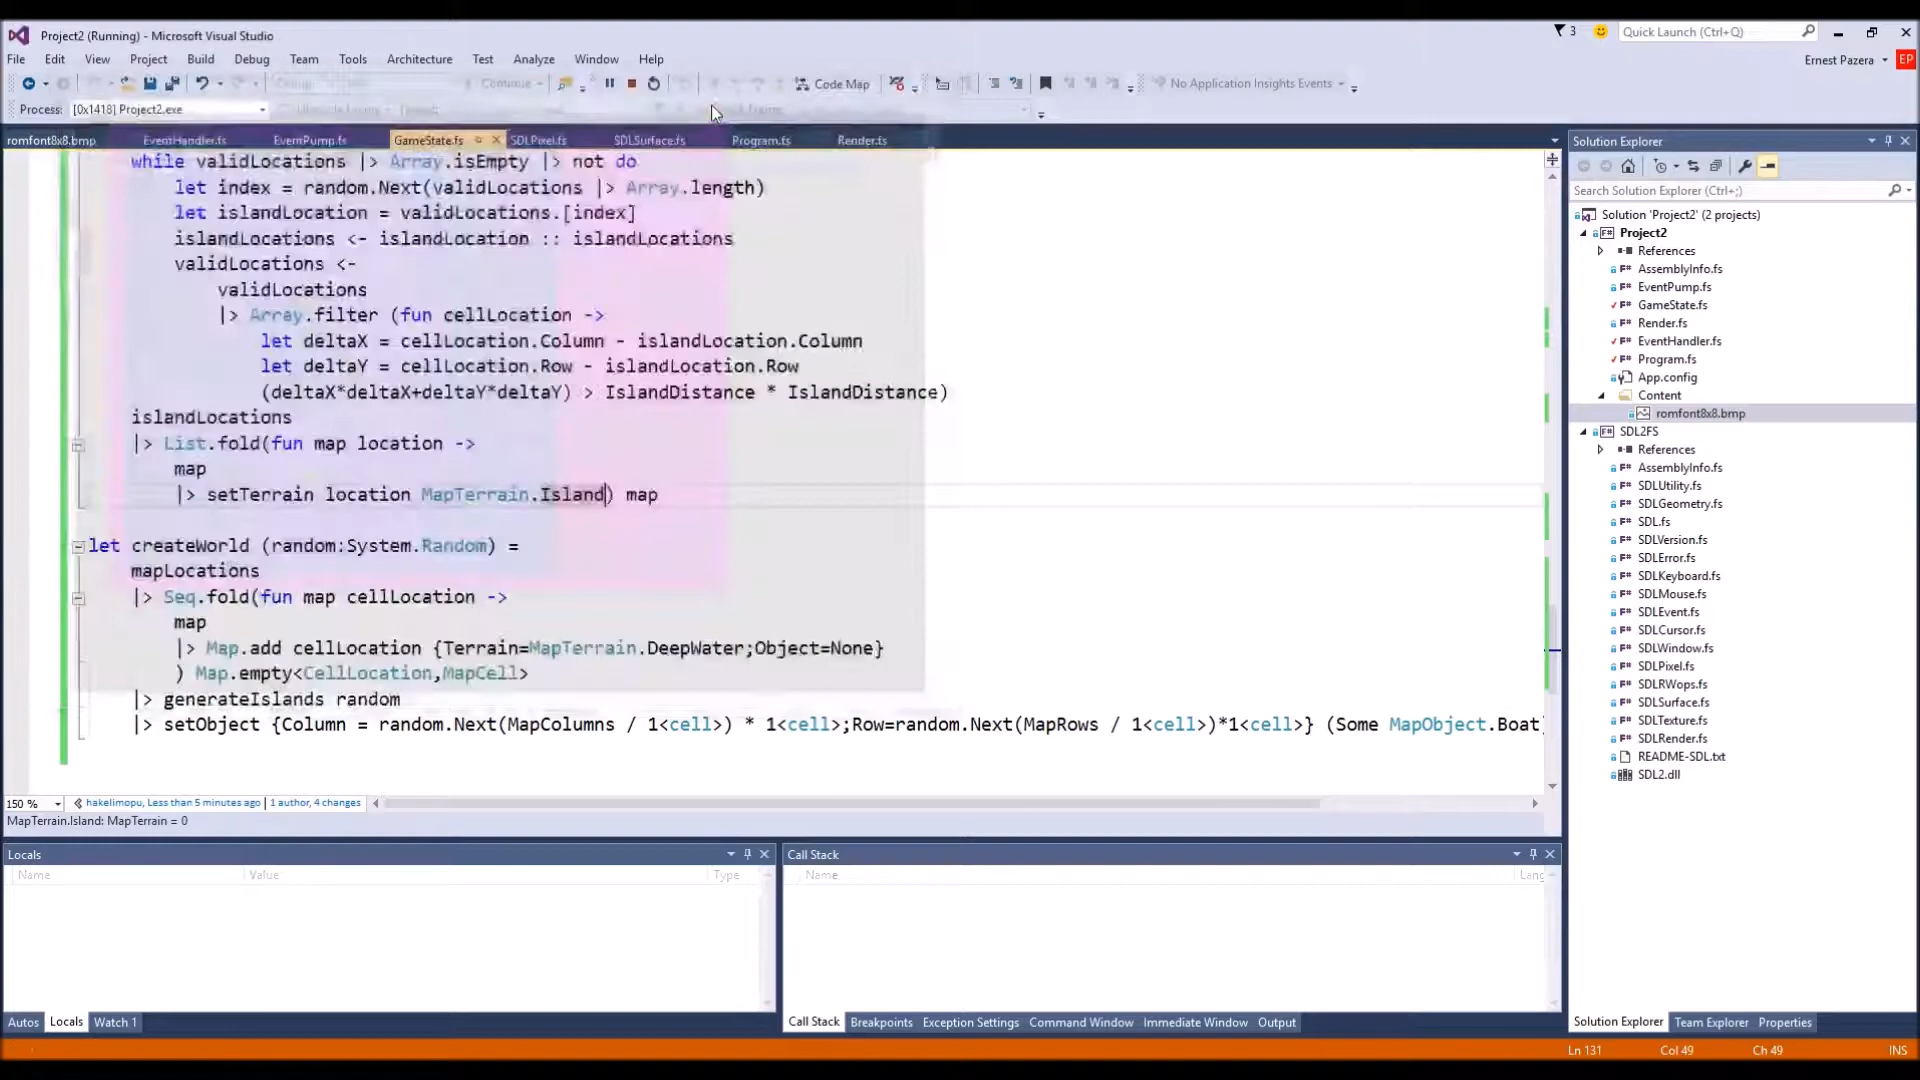 Project2 (Running) - Microsoft Visual Studio
3
Quick Launch (Ctrl+Q)
File Edit View Project Build Debug Team Tools Architecture Test Analyze Window Help
Ernest Pazera
EP
Continue
Code Map
No Application Insights Events
Process: [0x1418] Project2.exe
romfont8x8.bmp EventHandler.fs EventPump.fs GameState.fs SDLPixel.fs SDLSurface.fs Program.fs Render.fs
while validLocations |> Array.isEmpty |> not do
let index = random.Next(validLocations |> Array.length)
let islandLocation = validLocations.[index]
islandLocations <- islandLocation :: islandLocations
validLocations <-
validLocations
|> Array.filter (fun cellLocation ->
let deltaX = cellLocation.Column - islandLocation.Column
let deltaY = cellLocation.Row - islandLocation.Row
(deltaX*deltaX+deltaY*deltaY) > IslandDistance * IslandDistance)
islandLocations
|> List.fold(fun map location ->
map
|> setTerrain location MapTerrain.Island) map
let createWorld (random:System.Random) =
mapLocations
|> Seq.fold(fun map cellLocation ->
map
|> Map.add cellLocation {Terrain=MapTerrain.DeepWater;Object=None}
) Map.empty<CellLocation,MapCell>
|> generateIslands random
|> setObject {Column = random.Next(MapColumns / 1<cell>) * 1<cell>;Row=random.Next(MapRows / 1<cell>)*1<cell>} (Some MapObject.Boat)
150 %
hakelimopu, Less than 5 minutes ago | 1 author, 4 changes
MapTerrain.Island: MapTerrain = 0
Solution Explorer
Search Solution Explorer (Ctrl+;)
Solution 'Project2' (2 projects)
Project2
References
AssemblyInfo.fs
EventPump.fs
GameState.fs
Render.fs
EventHandler.fs
Program.fs
App.config
Content
romfont8x8.bmp
SDL2FS
References
AssemblyInfo.fs
SDLUtility.fs
SDLGeometry.fs
SDL.fs
SDLVersion.fs
SDLError.fs
SDLKeyboard.fs
SDLMouse.fs
SDLEvent.fs
SDLCursor.fs
SDLWindow.fs
SDLPixel.fs
SDLRWops.fs
SDLSurface.fs
SDLTexture.fs
SDLRender.fs
README-SDL.txt
SDL2.dll
Locals
Name Value Type
Call Stack
Name Lang
Autos Locals Watch 1
Call Stack Breakpoints Exception Settings Command Window Immediate Window Output
Solution Explorer Team Explorer Properties
Ln 131 Col 49 Ch 49 INS